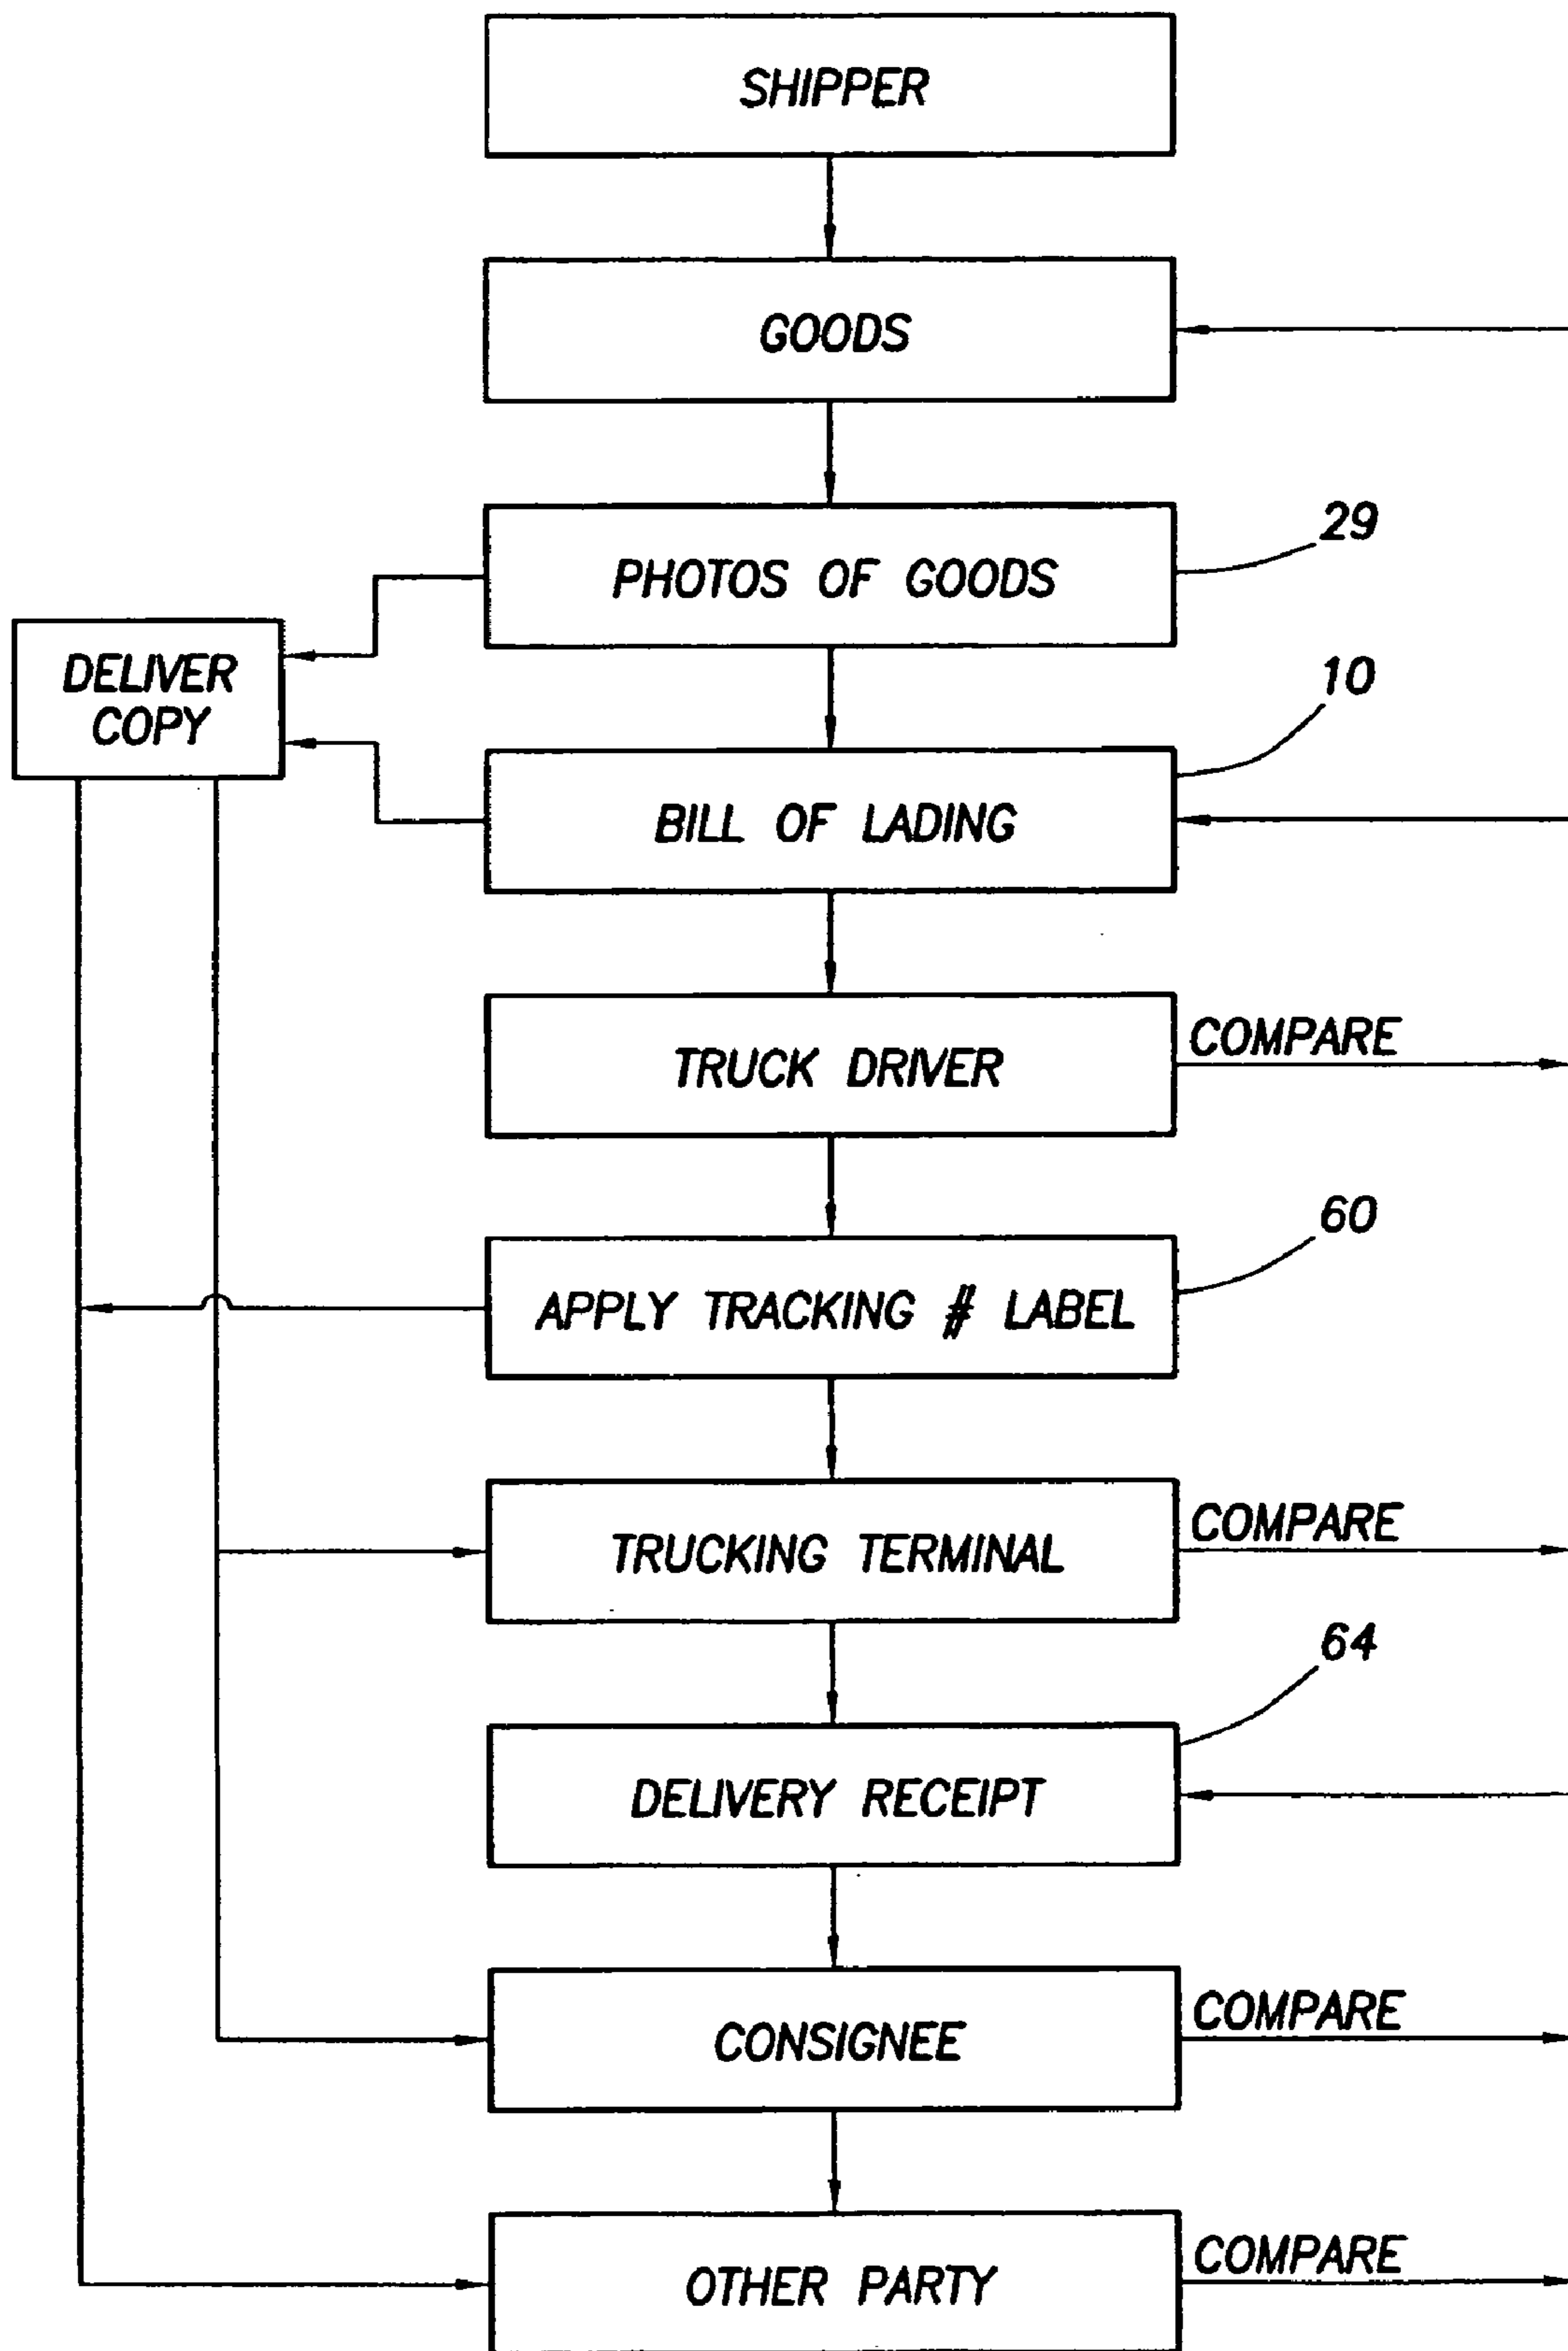 SHIPPER
GOODS
29
PHOTOS OF GOODS
DELIVER
COPY
10
BILL OF LADING
COMPARE
TRUCK DRIVER
60
APPLY TRACKING # LABEL
COMPARE
TRUCKING TERMINAL
64
DELIVERY RECEIPT
COMPARE
CONSIGNEE
COMPARE
OTHER PARTY